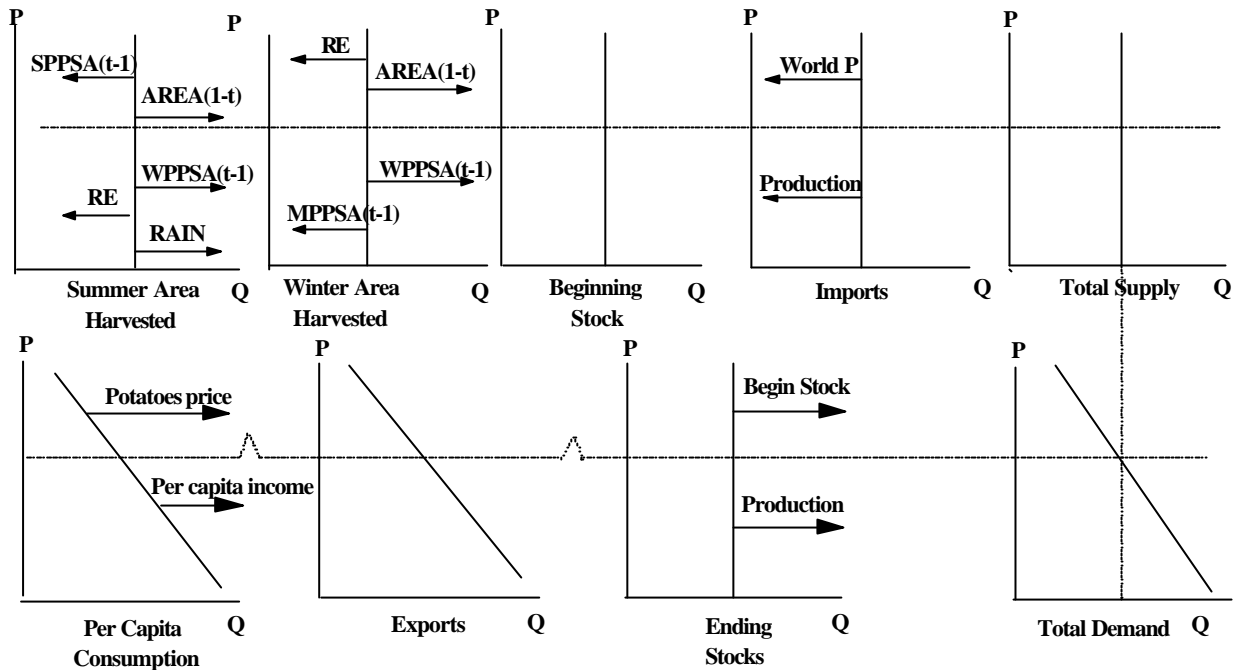 P
SPPSA(t-1)
AREA(1-t)
WPPSA(t-1)
RE
RAIN
Summer Area
Harvested
Q
P
RE
AREA(1-t)
WPPSA(t-1)
MPPSA(t-1)
Winter Area
Harvested
Q
P
Beginning
Stock
Q
P
World P
Production
Imports
Q
P
Total Supply
Q
P
Potatoes price
Per capita income
Per Capita
Consumption
Q
P
Exports
Q
P
Begin Stock
Production
Ending
Stocks
Q
P
Total Demand
Q